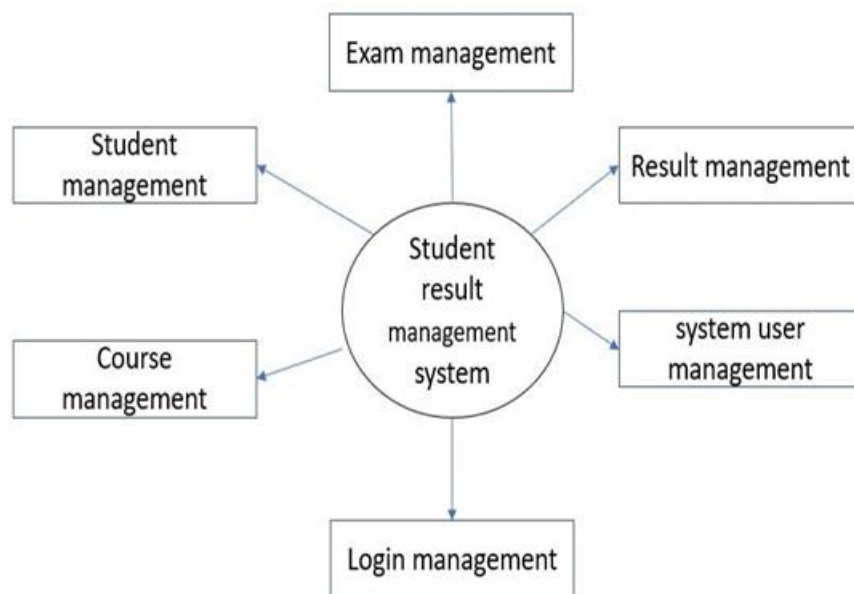 Exam management
Student
management
Result management
Student
result
management
system
system user
management
Course
management
Login management